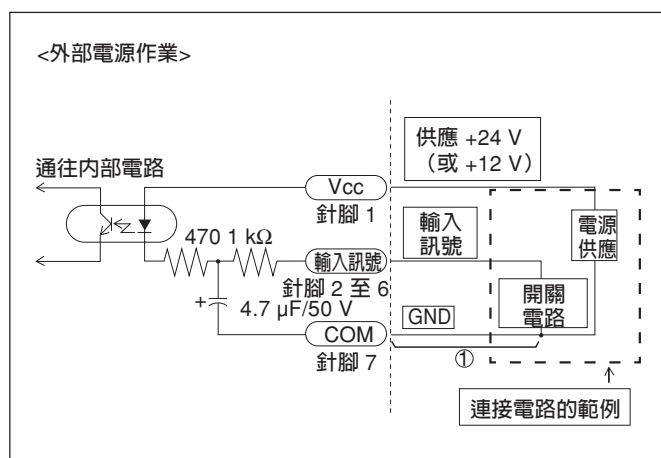 <外部電源作業>
供應 +24 V
（或 +12 V）
通往内部電路
Vcc
針腳 1
輸入
訊號
電源
供應
470 1 kΩ
輸入訊號
針腳 2 至 6
開關
電路
+
4.7 µF/50 V
GND
COM
針腳 7
①
連接電路的範例